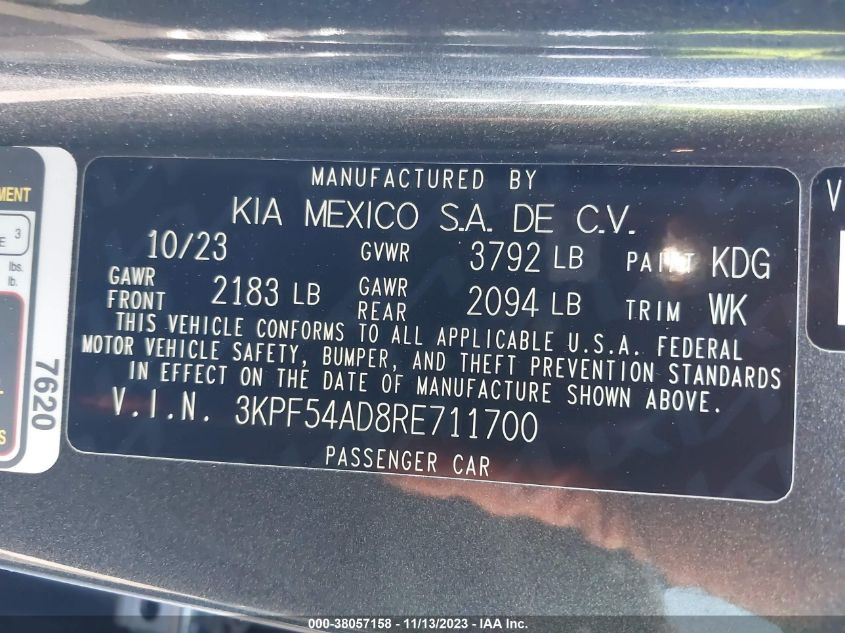 MANUFACTURED BY
KIA MEXICO S.A. DE C.V.
10/23 GVWR 3792 LB PAINT KDG
GAWR FRONT 2183 LB GAWR REAR 2094 LB TRIM WK
THIS VEHICLE CONFORMS TO ALL APPLICABLE U.S.A. FEDERAL
MOTOR VEHICLE SAFETY, BUMPER, AND THEFT PREVENTION STANDARDS
IN EFFECT ON THE DATE OF MANUFACTURE SHOWN ABOVE.
V.I.N. 3KPF54AD8RE711700
PASSENGER CAR
3
lbs.
lb.
7620
V
000-38057158 - 11/13/2023 - IAA Inc.